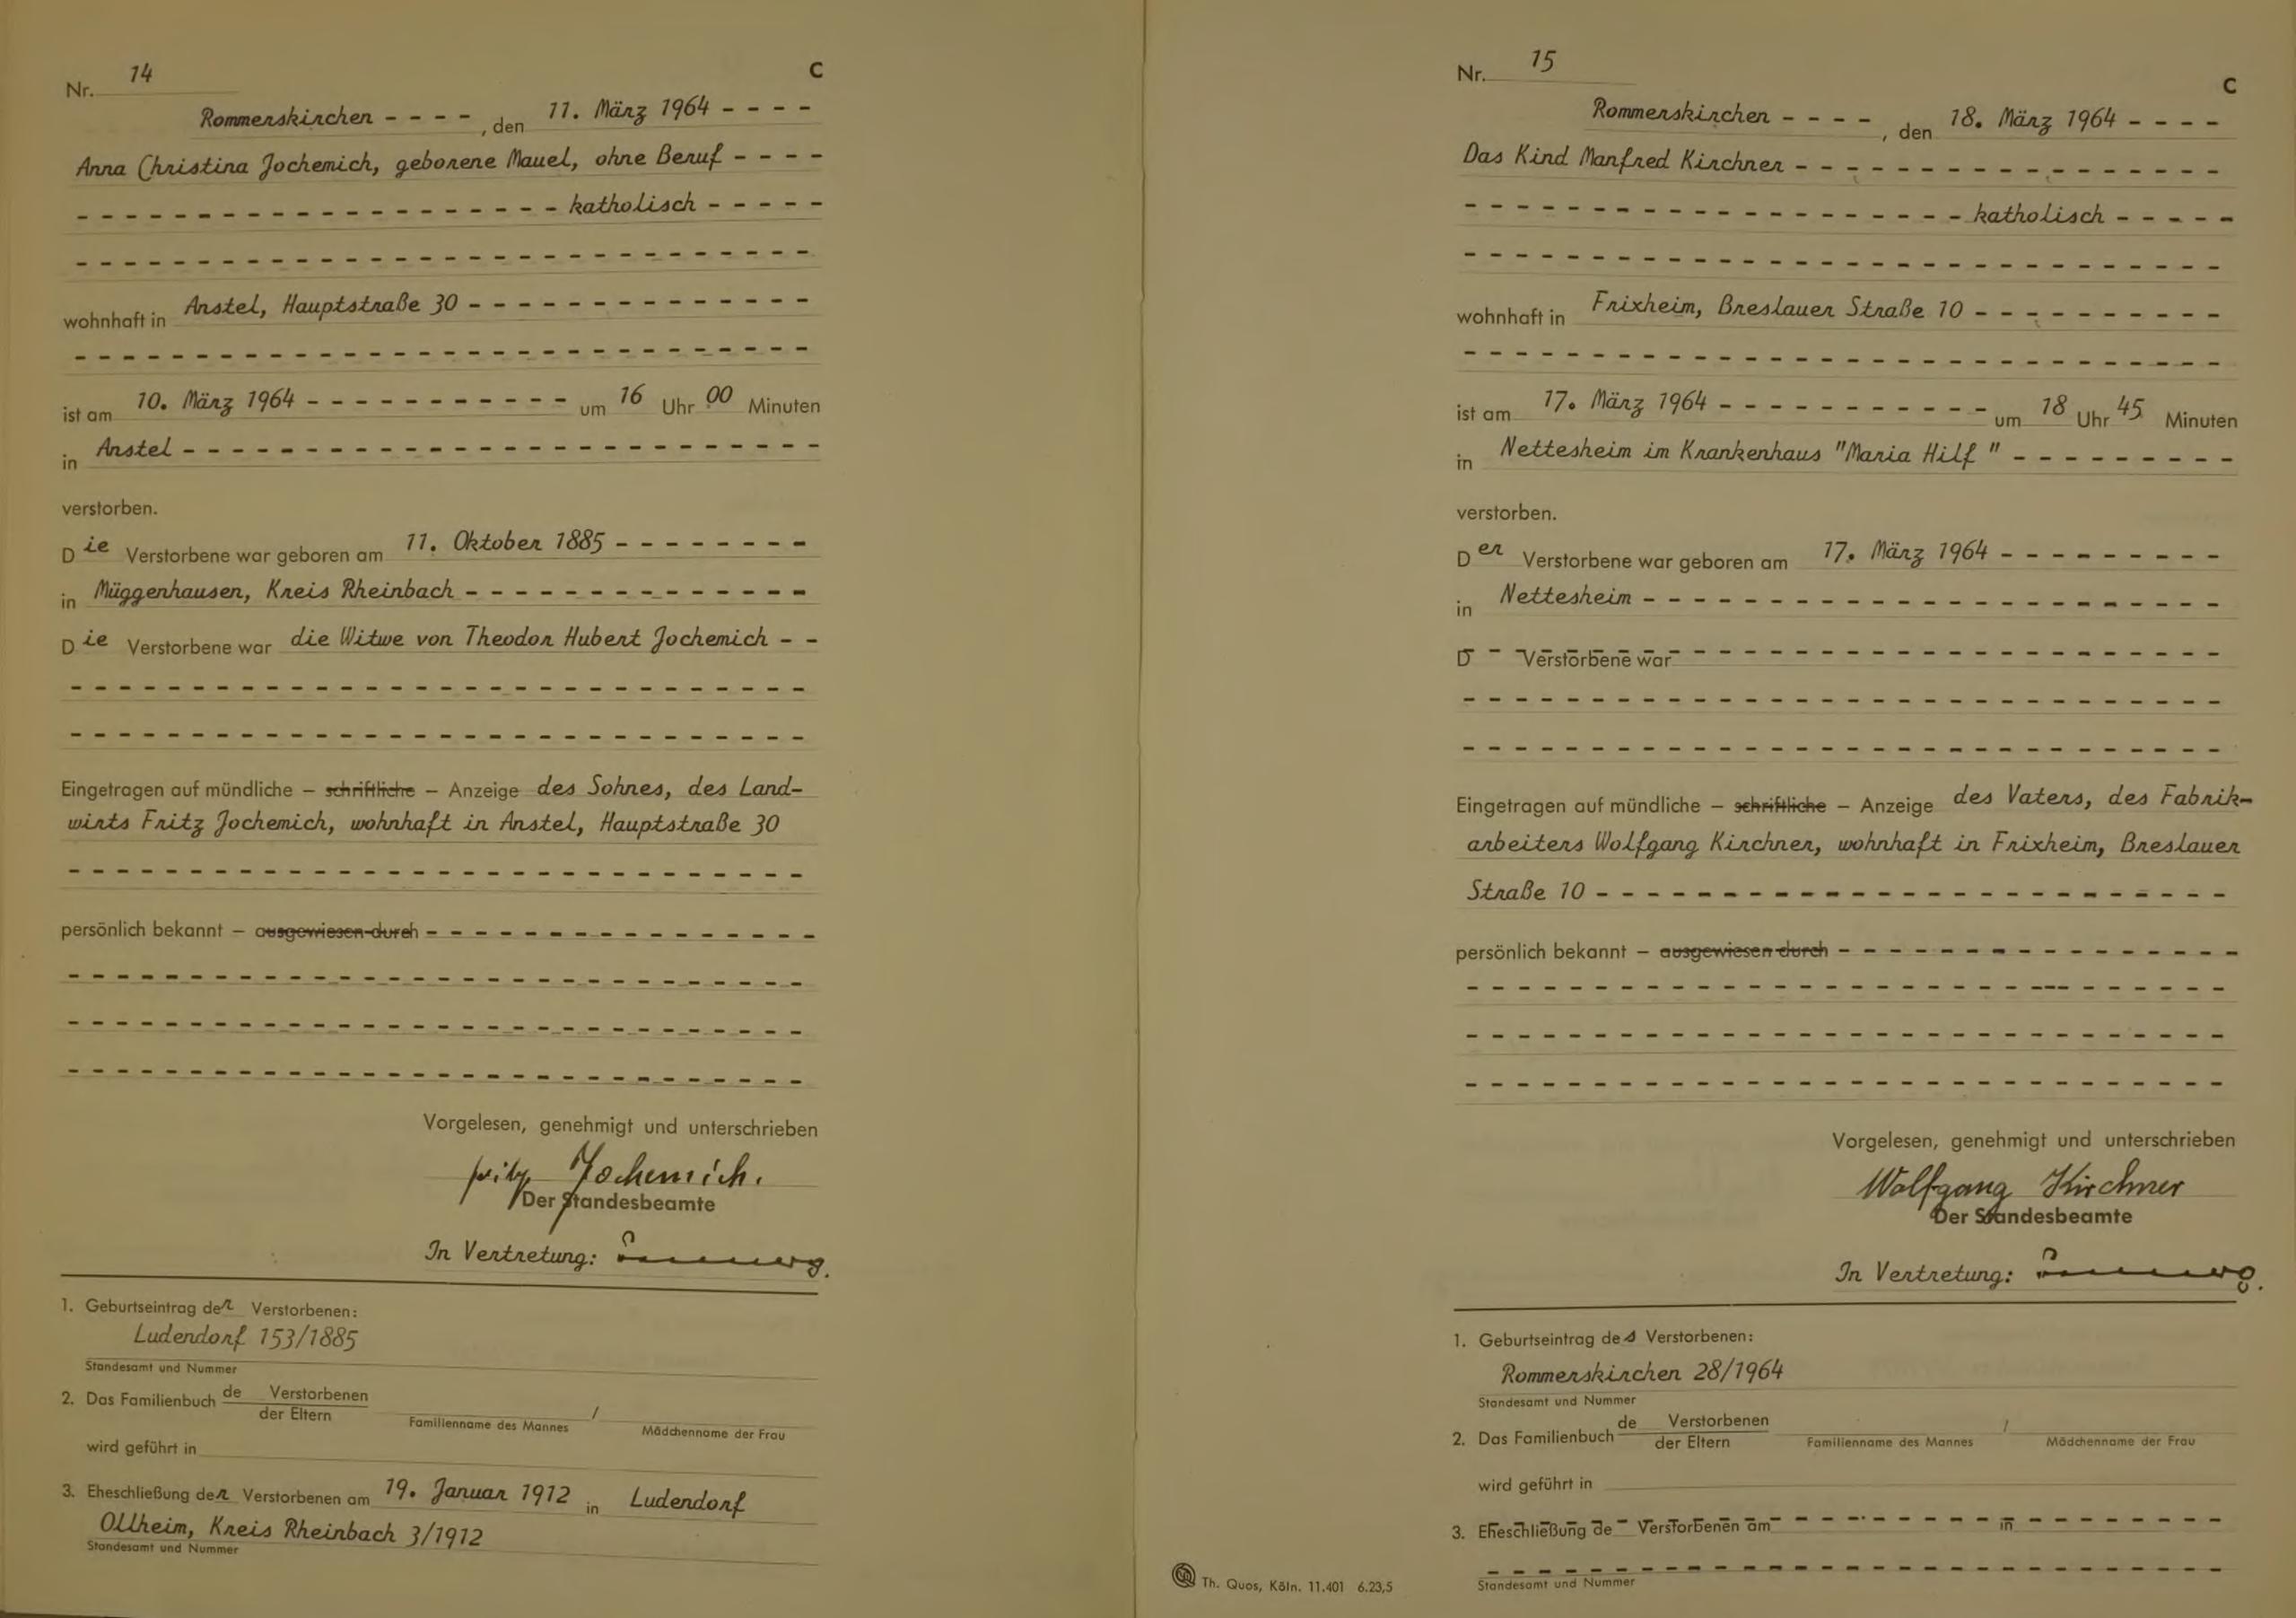 Nr. 14
C
Rommerskirchen - - - - , den 11. März 1964 - - - -
Anna Christina Jochemich, geborene Mauel, ohne Beruf - - - -
- - - - - - - - - - - - - - - - - - - - katholisch - - - - -
wohnhaft in Anstel, Hauptstraße 30 - - - - - - - - - - - - - - -
ist am 10. März 1964 - - - - - - - - - - - um 16 Uhr 00 Minuten
in Anstel - - - - - - - - - - - - - - - - - - - - - - - - - - -
verstorben.
Die Verstorbene war geboren am 11. Oktober 1885 - - - - - - - -
in Müggenhausen, Kreis Rheinbach - - - - - - - - - - - - - - -
Die Verstorbene war die Witwe von Theodor Hubert Jochemich - -
Eingetragen auf mündliche – schriftliche – Anzeige des Sohnes, des Land-
wirts Fritz Jochemich, wohnhaft in Anstel, Hauptstraße 30
persönlich bekannt – ausgewiesen durch - - - - - - - - - - - - - - - -
Vorgelesen, genehmigt und unterschrieben
Fritz Jochemich.
Der Standesbeamte
In Vertretung:
1. Geburtseintrag der Verstorbenen:
Ludendorf 153/1885
Standesamt und Nummer
2. Das Familienbuch de Verstorbenen
der Eltern
Familienname des Mannes / Mädchenname der Frau
wird geführt in
3. Eheschließung der Verstorbenen am 19. Januar 1912 in Ludendorf
Ollheim, Kreis Rheinbach 3/1912
Standesamt und Nummer
Nr. 15
C
Rommerskirchen - - - - , den 18. März 1964 - - - -
Das Kind Manfred Kirchner - - - - - - - - - - - - - - - - - -
- - - - - - - - - - - - - - - - - - - - - katholisch - - - - -
wohnhaft in Frixheim, Breslauer Straße 10 - - - - - - - - - - -
ist am 17. März 1964 - - - - - - - - - - - - um 18 Uhr 45 Minuten
in Nettesheim im Krankenhaus "Maria Hilf " - - - - - - - - - -
verstorben.
Der Verstorbene war geboren am 17. März 1964 - - - - - - - - -
in Nettesheim - - - - - - - - - - - - - - - - - - - - - - - -
D - Verstorbene war - - - - - - - - - - - - - - - - - - - - - - -
Eingetragen auf mündliche – schriftliche – Anzeige des Vaters, des Fabrik-
arbeiters Wolfgang Kirchner, wohnhaft in Frixheim, Breslauer
Straße 10 - - - - - - - - - - - - - - - - - - - - - - - - - -
persönlich bekannt – ausgewiesen durch - - - - - - - - - - - - - - - - -
Vorgelesen, genehmigt und unterschrieben
Wolfgang Kirchner
Der Standesbeamte
In Vertretung:
1. Geburtseintrag des Verstorbenen:
Rommerskirchen 28/1964
Standesamt und Nummer
2. Das Familienbuch de Verstorbenen
der Eltern
Familienname des Mannes / Mädchenname der Frau
wird geführt in
3. Eheschließung de - Verstorbenen am - - - - - - - - - - in - - - - - - - - -
Standesamt und Nummer
Th. Quos, Köln. 11.401 6.23,5